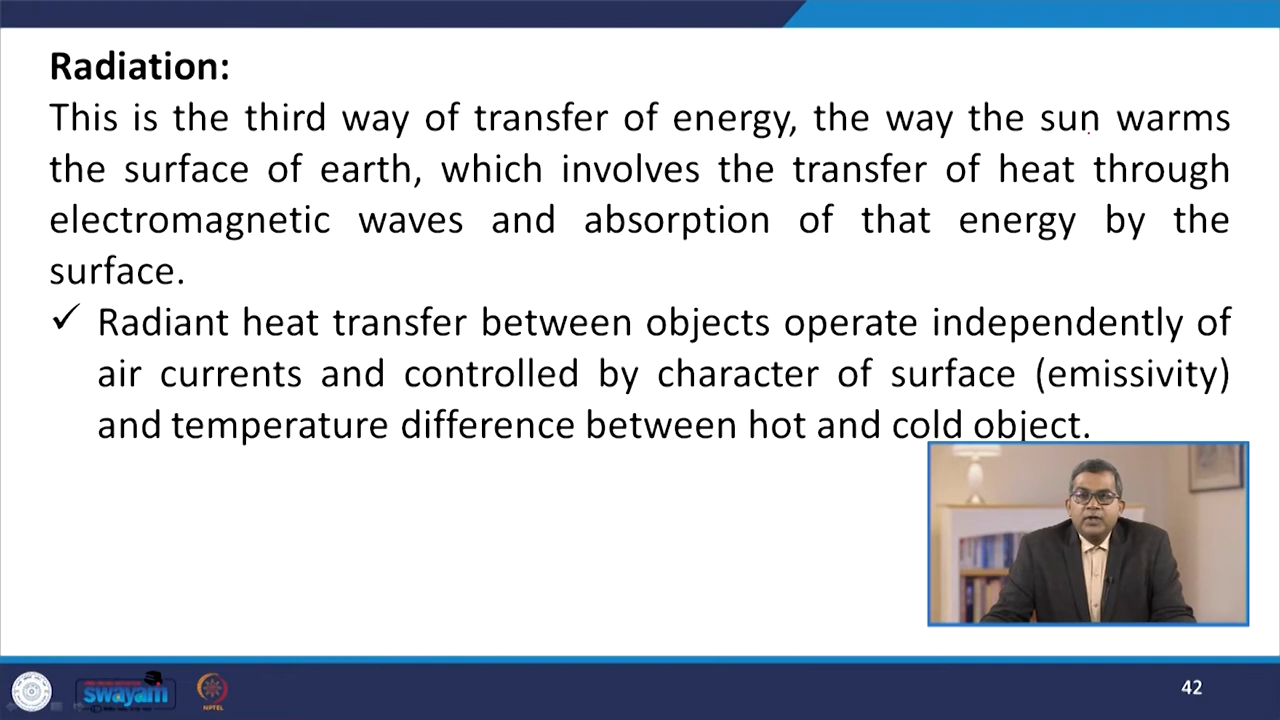 Radiation:
This is the third way of transfer of energy, the way the sun warms
the surface of earth, which involves the transfer of heat through
electromagnetic waves and absorption of that energy by the
surface.
✓ Radiant heat transfer between objects operate independently of
air currents and controlled by character of surface (emissivity)
and temperature difference between hot and cold object.
swayam
NPTEL
42